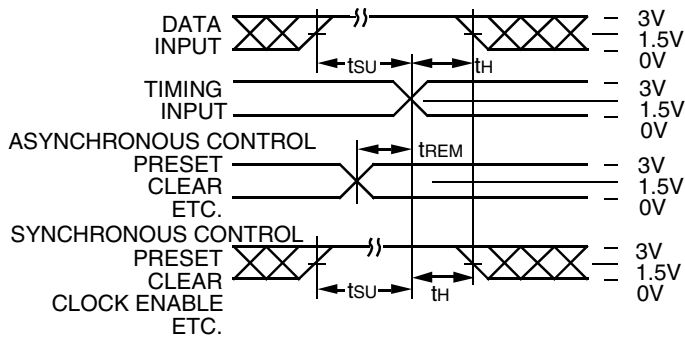 DATA
INPUT
tSU
tH
3V
1.5V
0V
TIMING
INPUT
3V
1.5V
0V
ASYNCHRONOUS CONTROL
PRESET
CLEAR
ETC.
tREM
3V
1.5V
0V
SYNCHRONOUS CONTROL
PRESET
CLEAR
CLOCK ENABLE
ETC.
tSU
tH
3V
1.5V
0V